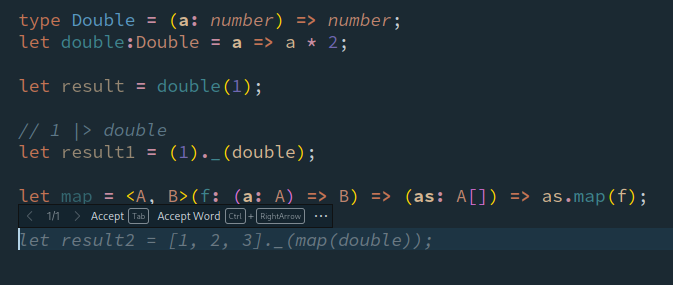 type Double = (a: number) => number;
let double:Double = a => a * 2;
let result = double(1);
// 1 |> double
let result1 = (1)._(double);
let map = <A, B>(f: (a: A) => B) => (as: A[]) => as.map(f);
< 1/1 > Accept Tab Accept Word Ctrl + RightArrow ···
let result2 = [1, 2, 3]._(map(double));